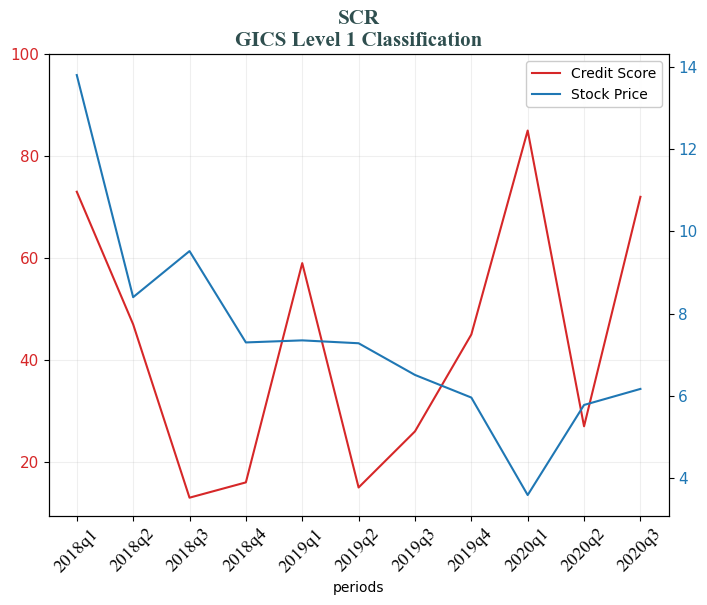 SCR
GICS Level 1 Classification
Credit Score
Stock Price
100
80
60
40
20
14
12
10
8
6
4
2018q1
2018q2
2018q3
2018q4
2019q1
2019q2
2019q3
2019q4
2020q1
2020q2
2020q3
periods